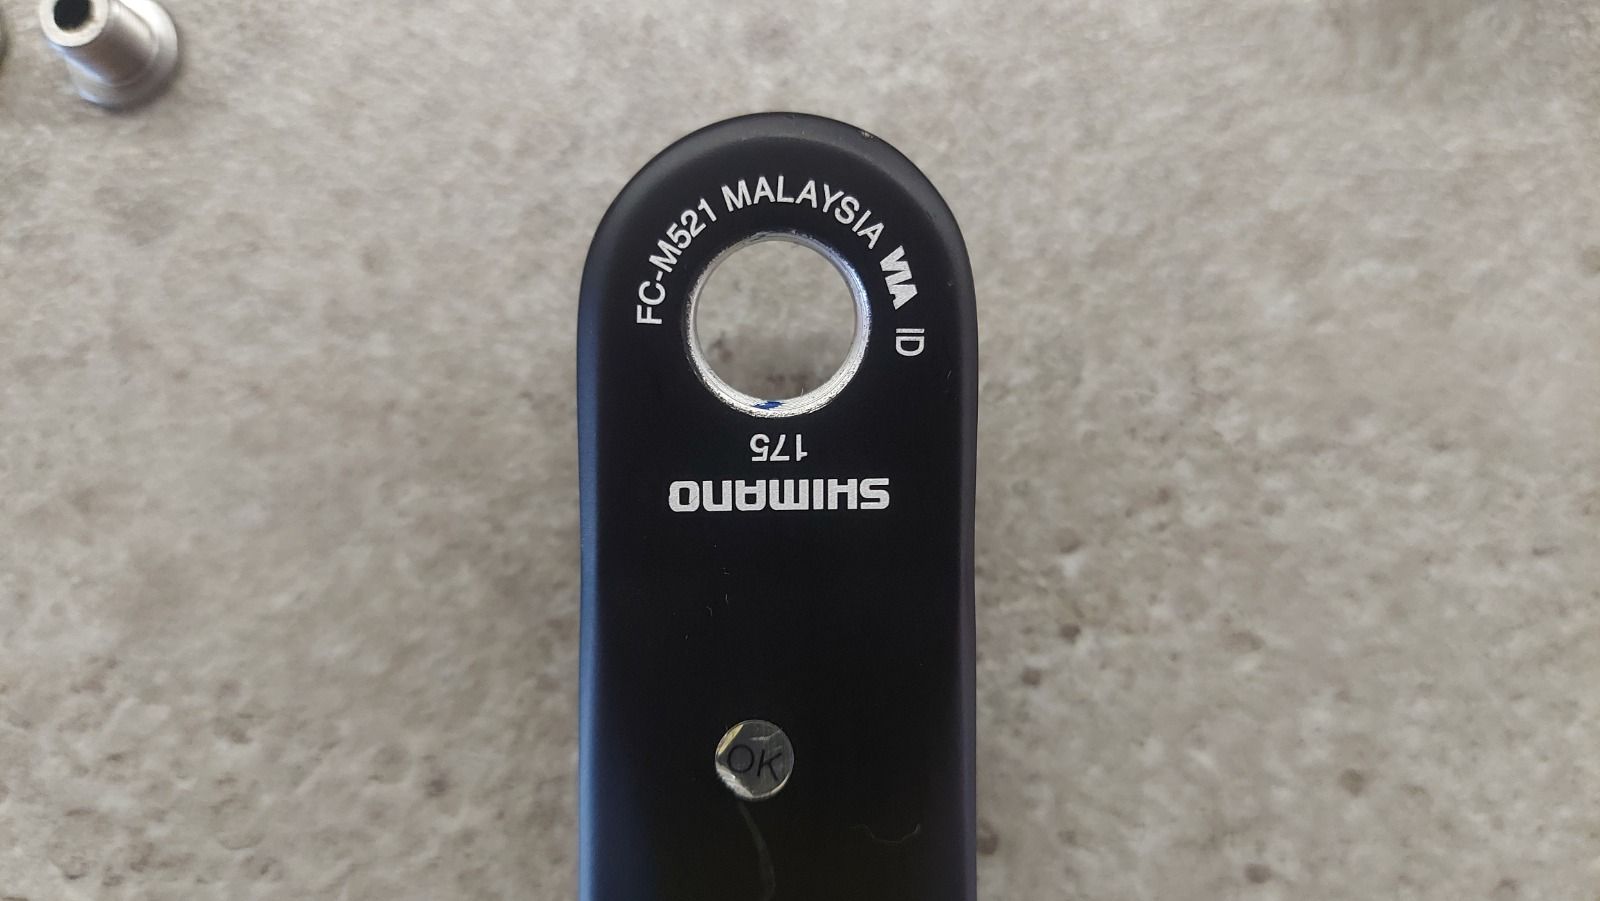 FC-M521 MALAYSIA VIA ID
175
SHIMANO
OK